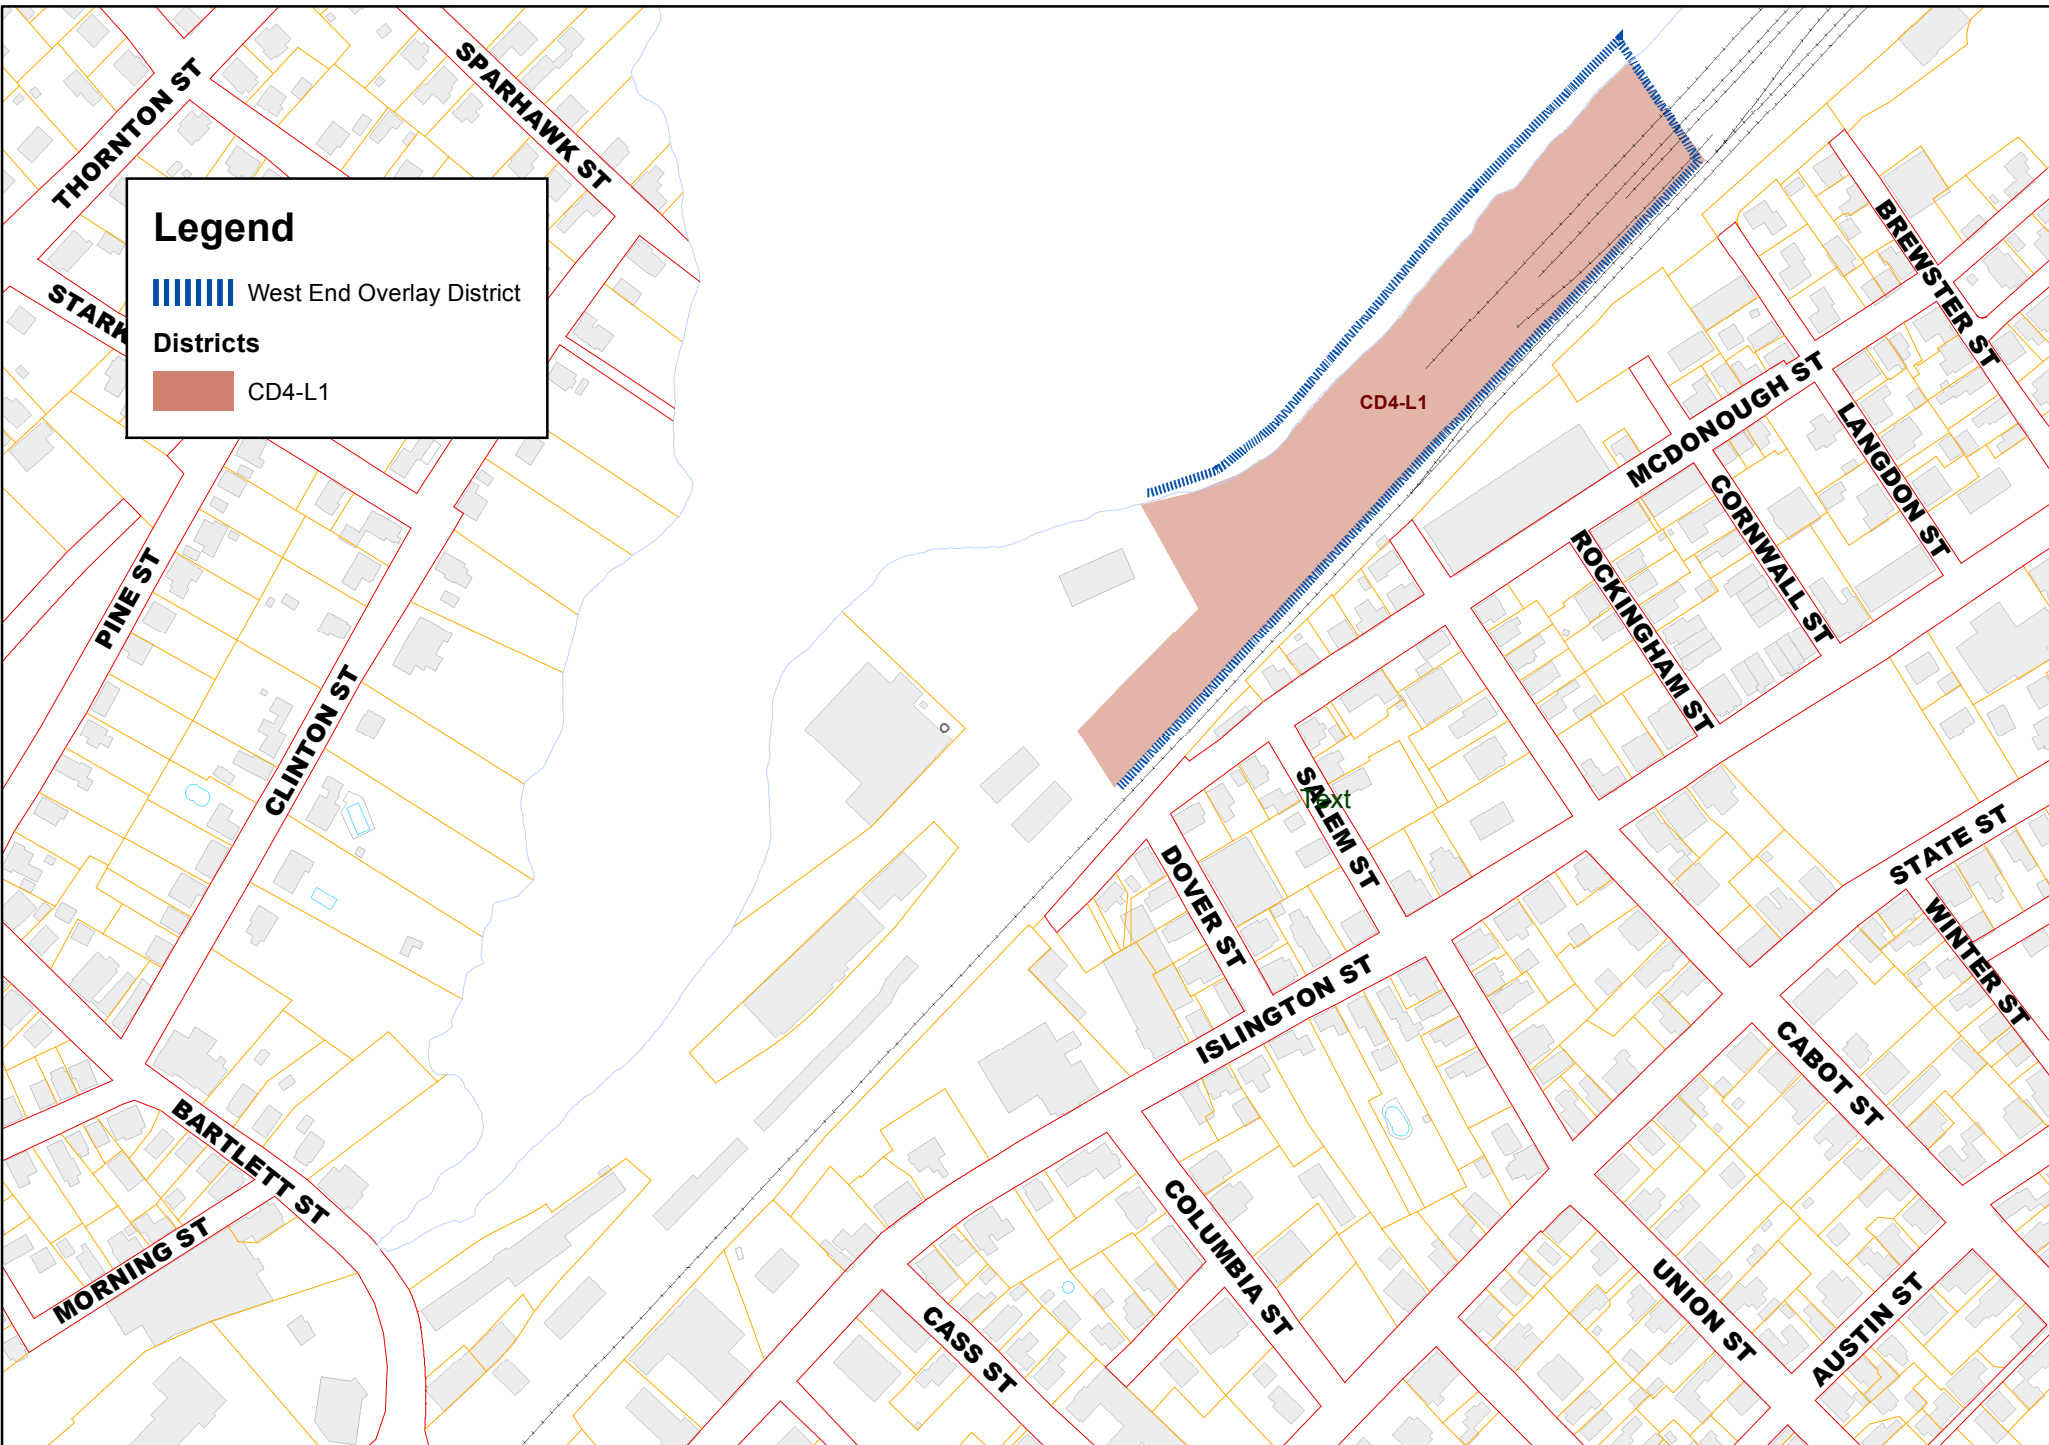 THORNTON ST
SPARHAWK ST
Legend
West End Overlay District
Districts
CD4-L1
STARK
BREWSTER ST
CD4-L1
MCDONOUGH ST
LANGDON ST
CORNWALL ST
ROCKINGHAM ST
PINE ST
CLINTON ST
SALEM ST
Text
DOVER ST
STATE ST
WINTER ST
ISLINGTON ST
CABOT ST
BARTLETT ST
MORNING ST
COLUMBIA ST
CASS ST
UNION ST
AUSTIN ST